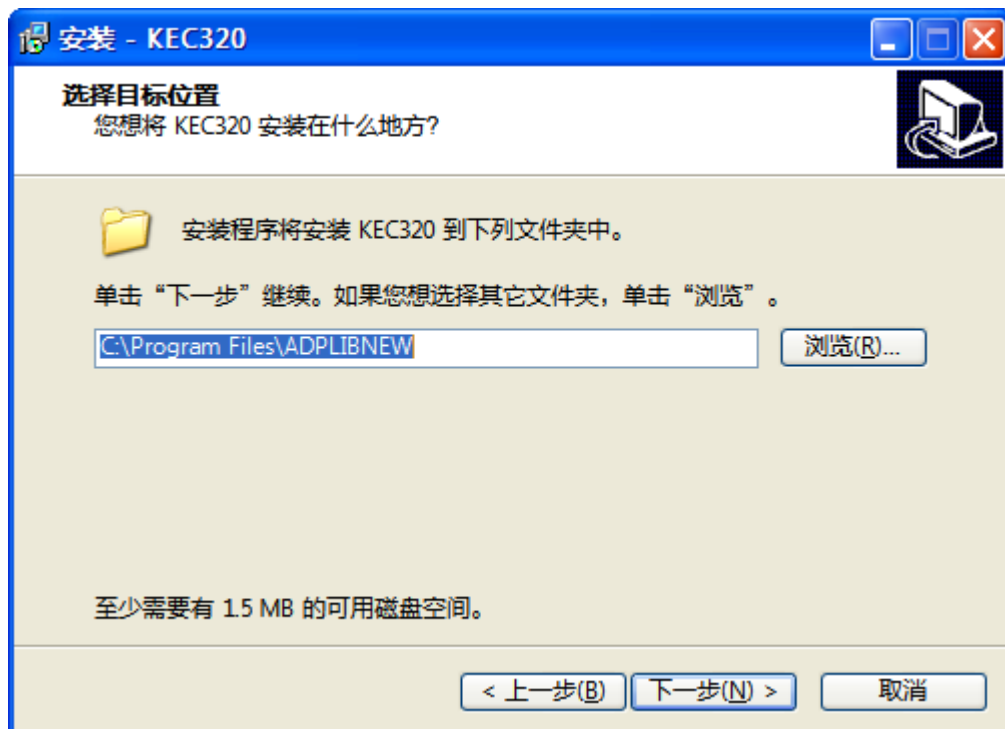 安装 - KEC320
选择目标位置
您想将 KEC320 安装在什么地方?
安装程序将安装 KEC320 到下列文件夹中。
单击“下一步”继续。如果您想选择其它文件夹，单击“浏览”。
C:\Program Files\ADPLIBNEW
浏览(R)...
至少需要有 1.5 MB 的可用磁盘空间。
< 上一步(B)
下一步(N) >
取消